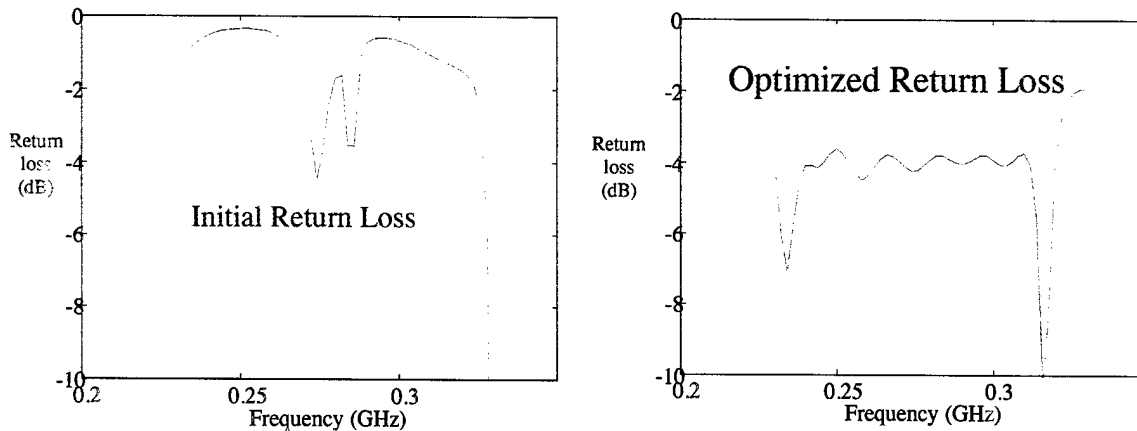 0
-2
Return
loss
(dB)
-4
Initial Return Loss
-6
-8
-10
0.2
0.25
0.3
Frequency (GHz)
0
Optimized Return Loss
-2
Return
loss
(dB)
-4
-6
-8
-10
0.2
0.25
0.3
Frequency (GHz)